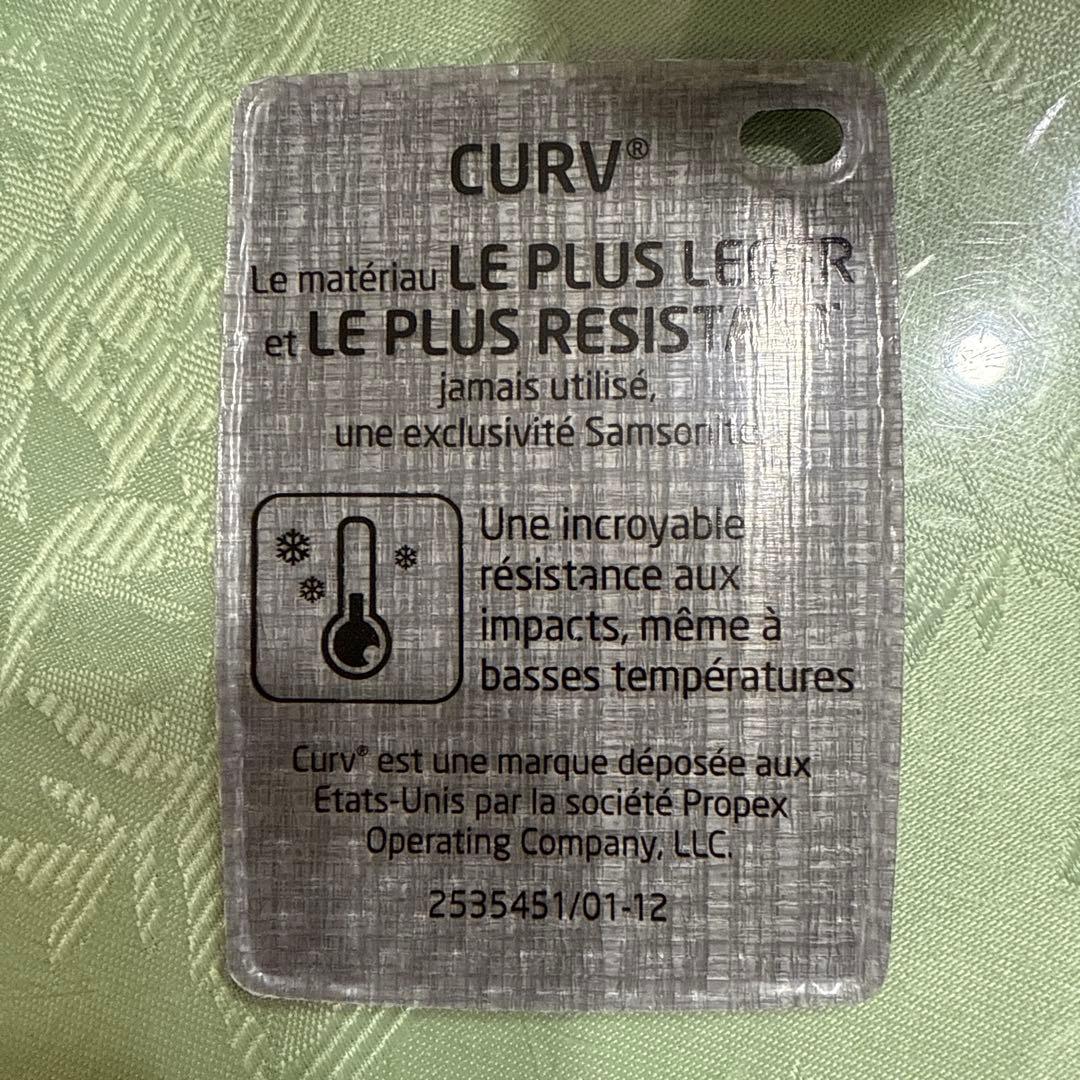 CURV®
Le matériau LE PLUS LEGER
et LE PLUS RESISTANT
jamais utilisé,
une exclusivité Samsonite
Une incroyable
résistance aux
impacts, même à
basses températures
Curv® est une marque déposée aux
Etats-Unis par la société Propex
Operating Company, LLC.
2535451/01-12